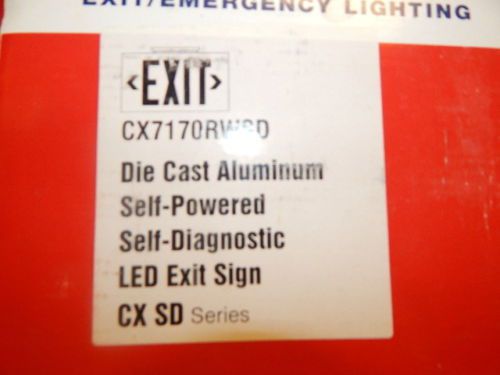 EXIT/EMERGENCY LIGHTING
<EXIT>
CX7170RWSD
Die Cast Aluminum
Self-Powered
Self-Diagnostic
LED Exit Sign
CX SD Series